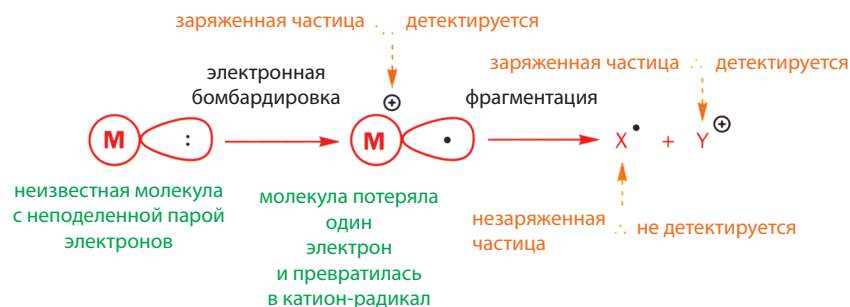 заряженная частица ∴ детектируется
заряженная частица ∴ детектируется
электронная
бомбардировка
фрагментация
M :
M ⊕ •
X• + Y⊕
неизвестная молекула
с неподеленной парой
электронов
молекула потеряла
один
электрон
и превратилась
в катион-радикал
незаряженная
частица ∴ не детектируется